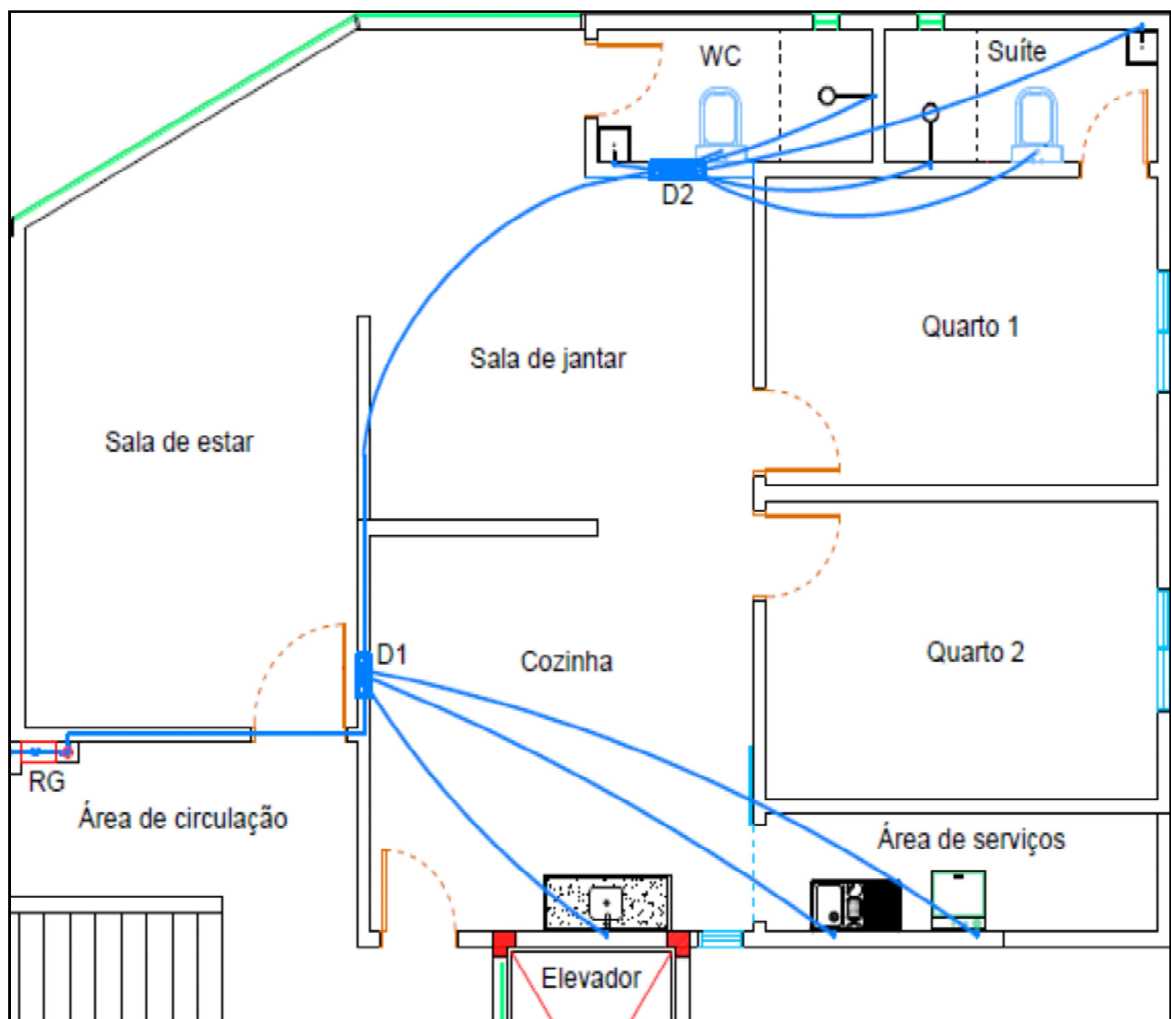 WC
Suíte
D2
Quarto 1
Sala de jantar
Sala de estar
D1
Cozinha
Quarto 2
RG
Área de circulação
Área de serviços
Elevador